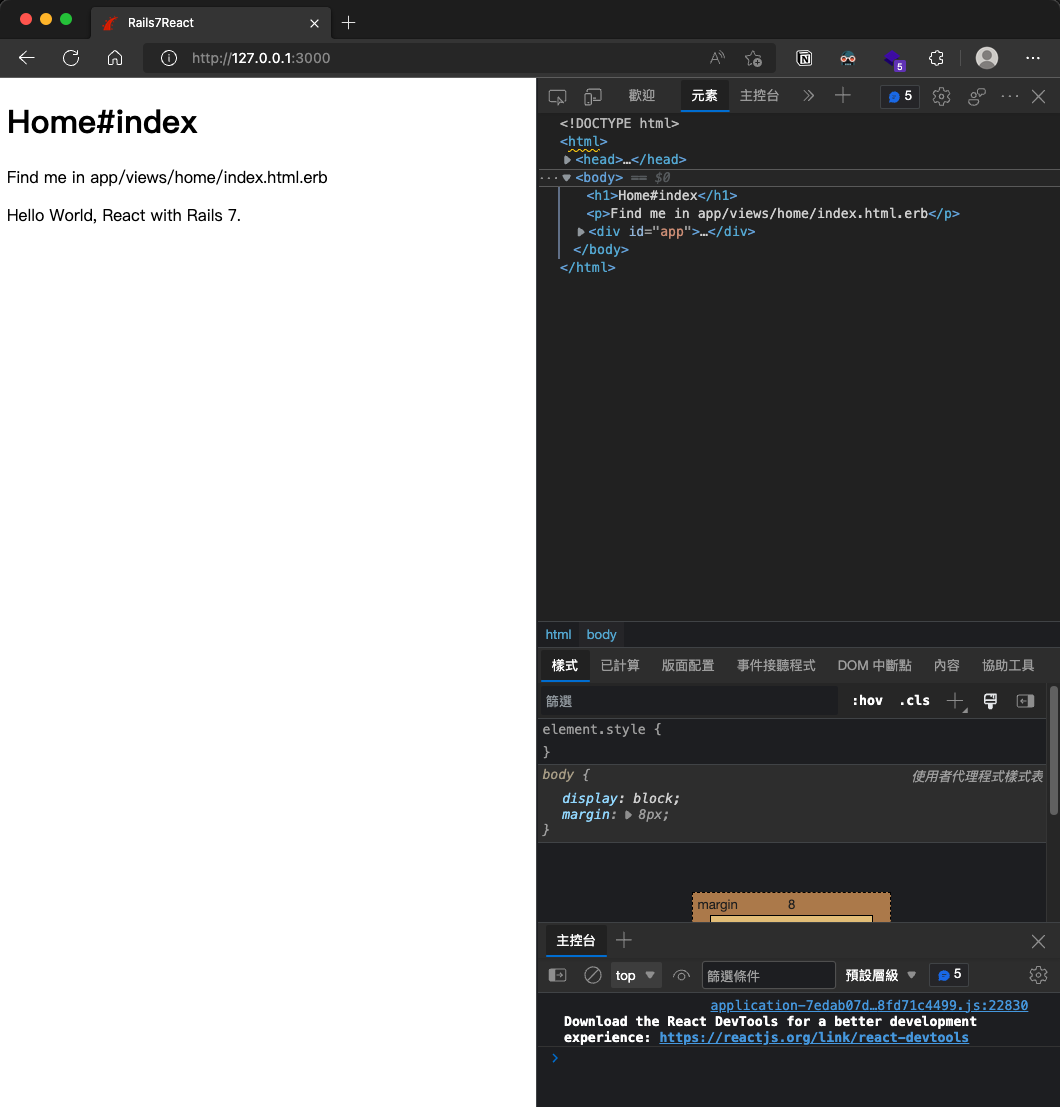 Rails7React
http://127.0.0.1:3000
5
Home#index
Find me in app/views/home/index.html.erb
Hello World, React with Rails 7.
歡迎 元素 主控台 5
<!DOCTYPE html>
<html>
<head>…</head>
<body> == $0
<h1>Home#index</h1>
<p>Find me in app/views/home/index.html.erb</p>
<div id="app">…</div>
</body>
</html>
html body
樣式 已計算 版面配置 事件接聽程式 DOM 中斷點 內容 協助工具
篩選 :hov .cls
element.style {
}
body { 使用者代理程式樣式表
display: block;
margin: 8px;
}
margin 8
主控台
top 篩選條件 預設層級 5
application-7edab07d…8fd71c4499.js:22830
Download the React DevTools for a better development
experience: https://reactjs.org/link/react-devtools